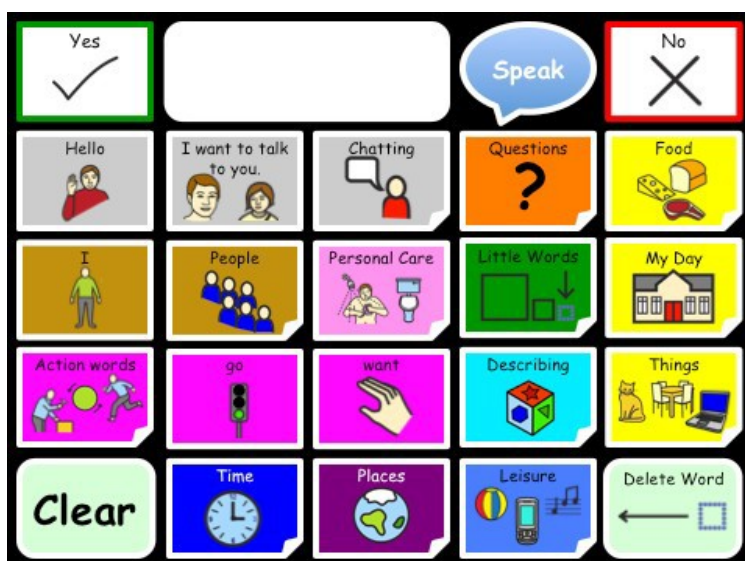 Yes
Speak
No
Hello
I want to talk
to you.
Chatting
Questions
?
Food
I
People
Personal Care
Little Words
My Day
Action words
go
want
Describing
Things
Clear
Time
Places
Leisure
Delete Word